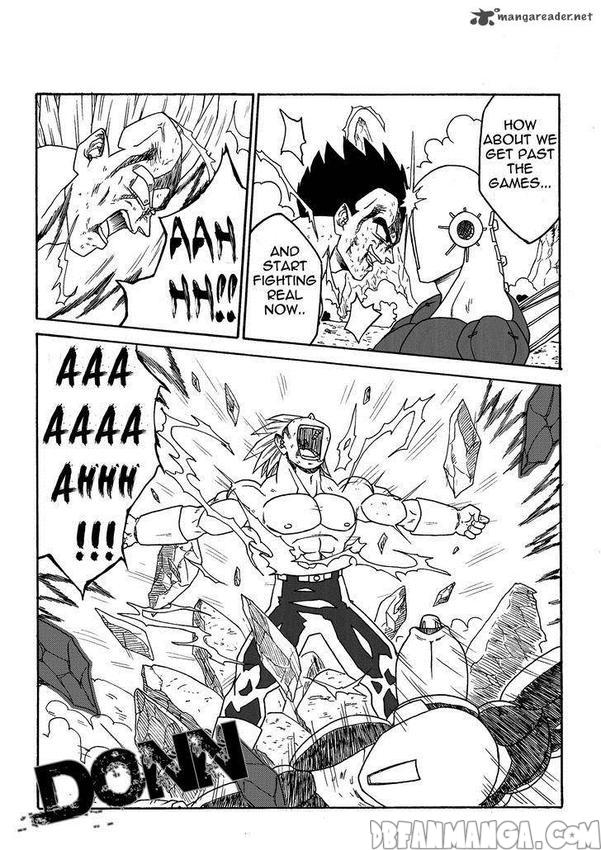 mangareader.net
HOW
ABOUT WE
GET PAST
THE
GAMES...
AND
START
FIGHTING
REAL
NOW..
AAH
HH!!
AAA
AAAA
AHHH
!!!
DONN
DBFANMANGA.COM